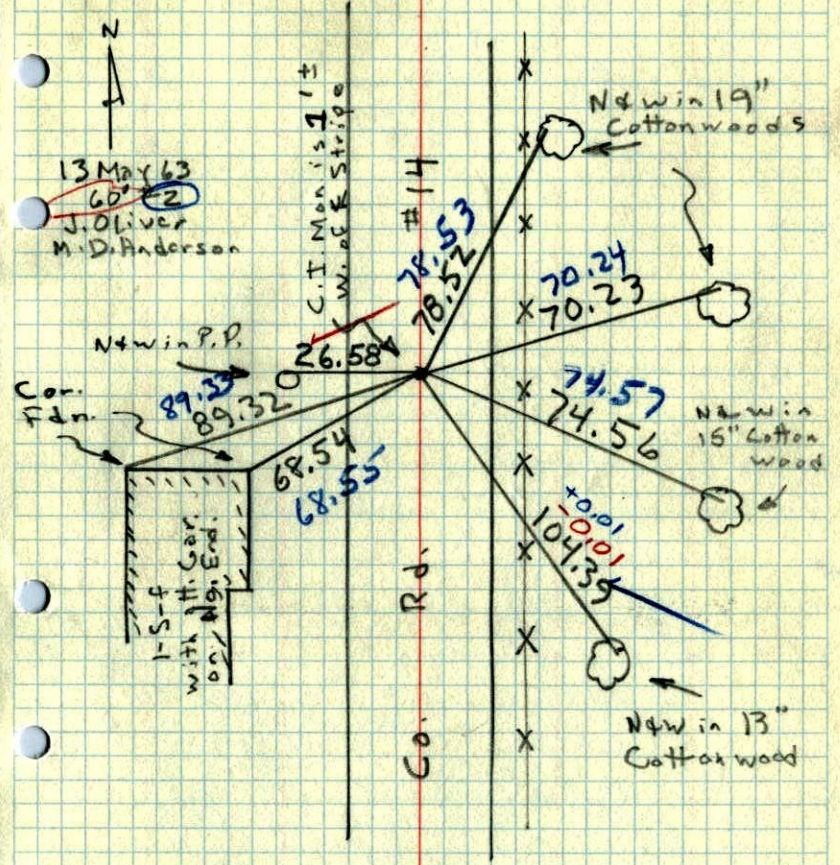 N
13 May 63
60° Z
J. Oliver
M. D. Anderson
C.I. Mon is 1'±
W. of R Stripe
#14
N&W in 19"
Cottonwoods
78.53
78.52
70.24
70.23
N&W in P.P.
26.58
Cor.
Fdn.
89.33
89.32
68.54
68.55
74.57
74.56
N&W in
15" Cotton
wood
+0.01
-0.01
104.39
1-S-F
with Att. Gar.
on Ng. End.
Co. Rd.
N&W in 13"
Cottonwood